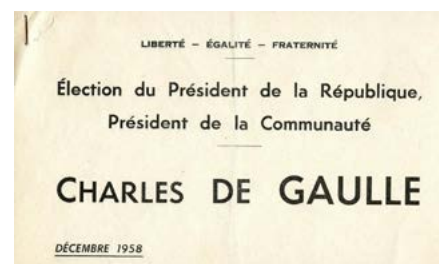 LIBERTÉ – ÉGALITÉ – FRATERNITÉ
Élection du Président de la République,
Président de la Communauté
CHARLES DE GAULLE
DÉCEMBRE 1958